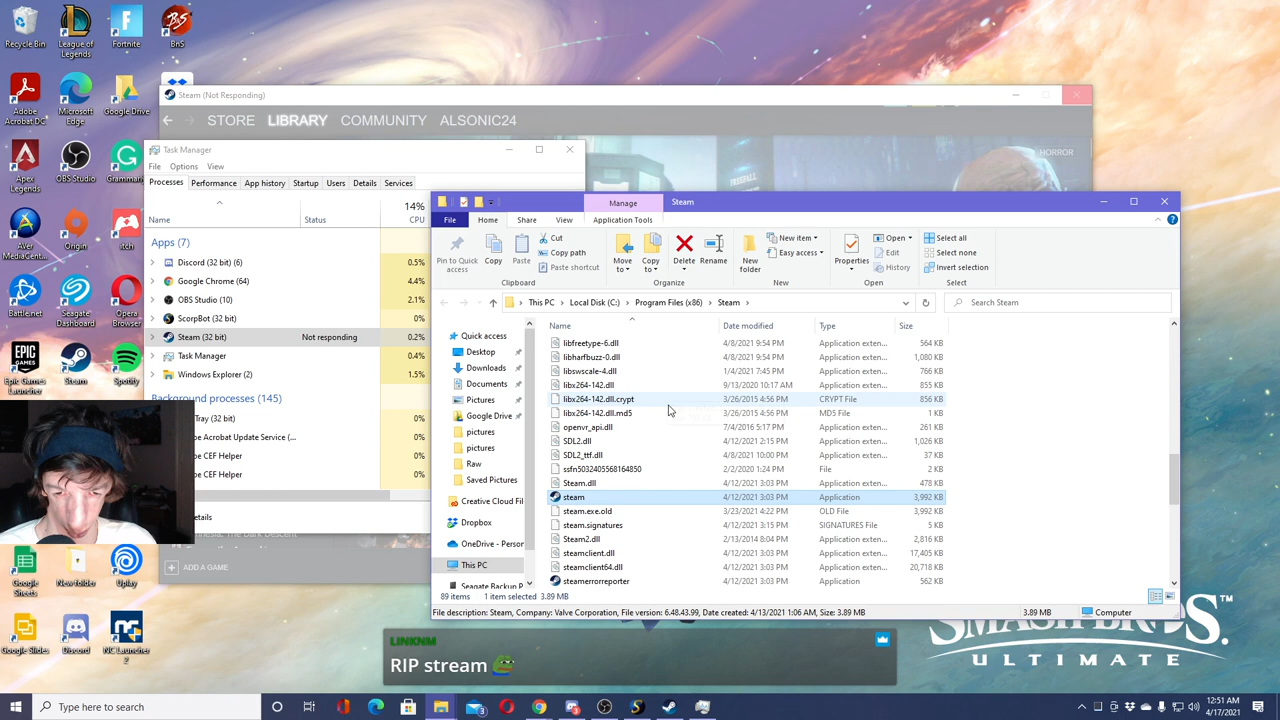 Recycle Bin
League of Legends
Fortnite
BnS
Adobe Acrobat DC
Microsoft Edge
Google Drive
Apex Legends
OBS Studio
Grammarly
AVer MediaCent...
Origin
itch
Battlenet
Seagate Dashboard
Opera Browser
Epic Games Launcher
Steam
Spotify
Google Sheets
New folder
Uplay
Google Slides
Discord
NC Launcher 2
Steam (Not Responding)
STORE LIBRARY COMMUNITY ALSONIC24
HORROR
ADD A GAME
Task Manager
File Options View
Processes Performance App history Startup Users Details Services
14%
Name Status CPU
Apps (7)
Discord (32 bit) (6) 0.5%
Google Chrome (32 bit) 4.4%
OBS Studio (10) 2.1%
ScorpBot (32 bit) 0%
Steam (32 bit) Not responding 0.2%
Task Manager 0.4%
Windows Explorer (2) 1.5%
Background processes (145)
Tray (32 bit) 0%
be Acrobat Update Service (... 0%
be CEF Helper 0%
be CEF Helper 0%
details
Manage Steam
File Home Share View Application Tools
Pin to Quick access
Copy
Paste
Cut
Copy path
Paste shortcut
Move to
Copy to
Delete
Rename
New folder
New item
Easy access
Properties
Open
Edit
History
Select all
Select none
Invert selection
Clipboard Organize New Open Select
This PC > Local Disk (C:) > Program Files (x86) > Steam >
Search Steam
Quick access
Desktop
Downloads
Documents
Pictures
Google Drive
pictures
pictures
Raw
Saved Pictures
Creative Cloud Fil
Dropbox
OneDrive - Person
This PC
Seagate Backup P
Name Date modified Type Size
libfreetype-6.dll 4/8/2021 9:54 PM Application exten... 564 KB
libharfbuzz-0.dll 4/8/2021 9:54 PM Application exten... 1,080 KB
libswscale-4.dll 1/4/2021 7:45 PM Application exten... 766 KB
libx264-142.dll 9/13/2020 10:17 AM Application exten... 855 KB
libx264-142.dll.crypt 3/26/2015 4:56 PM CRYPT File 856 KB
libx264-142.dll.md5 3/26/2015 4:56 PM MD5 File 1 KB
openvr_api.dll 7/4/2016 5:17 PM Application exten... 261 KB
SDL2.dll 4/12/2021 2:15 PM Application exten... 1,026 KB
SDL2_ttf.dll 4/8/2021 10:00 PM Application exten... 37 KB
ssfn5032405568164850 2/2/2020 1:24 PM File 2 KB
Steam.dll 4/12/2021 3:03 PM Application exten... 478 KB
steam 4/12/2021 3:03 PM Application 3,992 KB
steam.exe.old 3/23/2021 4:22 PM OLD File 3,992 KB
steam.signatures 4/12/2021 3:15 PM SIGNATURES File 5 KB
Steam2.dll 2/13/2014 8:04 PM Application exten... 2,816 KB
steamclient.dll 4/12/2021 3:03 PM Application exten... 17,405 KB
steamclient64.dll 4/12/2021 3:03 PM Application exten... 20,718 KB
steamerrorreporter 4/12/2021 3:03 PM Application 562 KB
89 items 1 item selected 3.89 MB
File description: Steam, Company: Valve Corporation, File version: 6.48.43.99, Date created: 4/13/2021 1:06 AM, Size: 3.89 MB 3.89 MB Computer
LINKNM
RIP stream
SMASH BROS.
TM
ULTIMATE
Type here to search
12:51 AM
4/17/2021